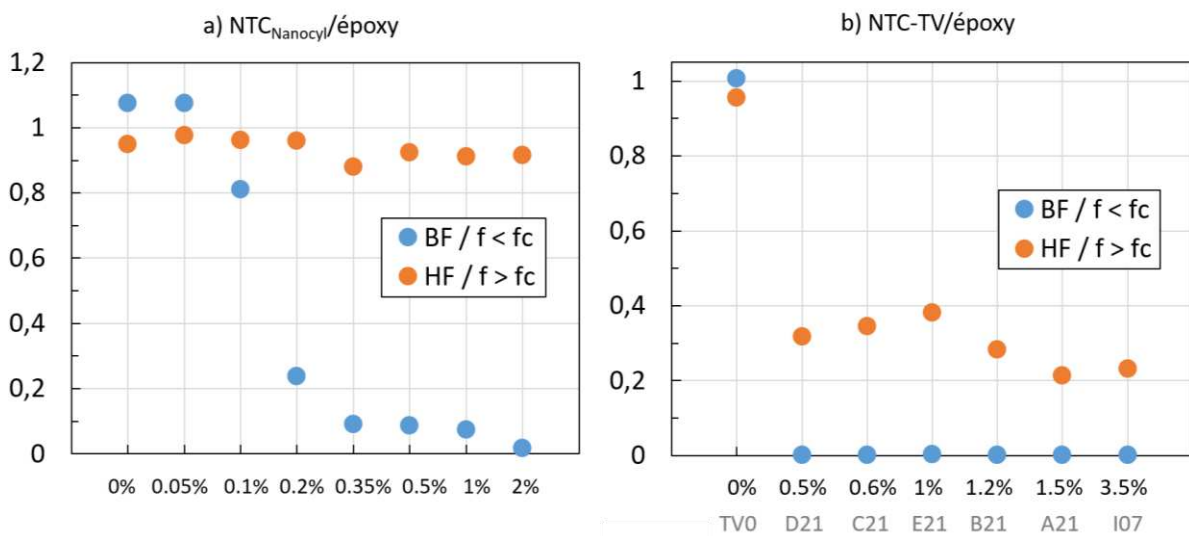 a) NTCNanocyl/époxy
1,2
1
0,8
0,6
0,4
0,2
0
BF / f < fc
HF / f > fc
0% 0.05% 0.1% 0.2% 0.35% 0.5% 1% 2%
b) NTC-TV/époxy
1
0,8
0,6
0,4
0,2
0
BF / f < fc
HF / f > fc
0% 0.5% 0.6% 1% 1.2% 1.5% 3.5%
TV0 D21 C21 E21 B21 A21 I07